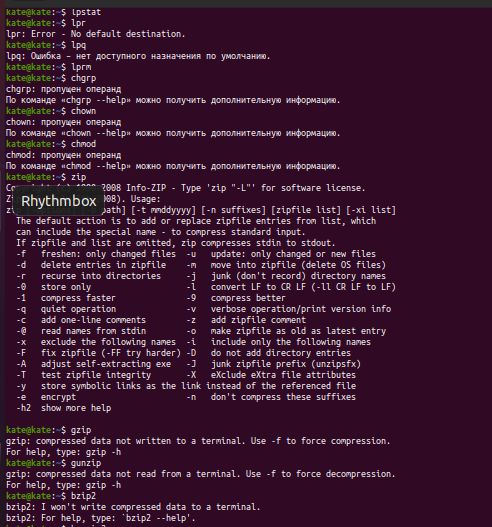 kate@kate:~$ lpstat
kate@kate:~$ lpr
lpr: Error - No default destination.
kate@kate:~$ lpq
lpq: Ошибка - нет доступного назначения по умолчанию.
kate@kate:~$ lprm
kate@kate:~$ chgrp
chgrp: пропущен операнд
По команде «chgrp --help» можно получить дополнительную информацию.
kate@kate:~$ chown
chown: пропущен операнд
По команде «chown --help» можно получить дополнительную информацию.
kate@kate:~$ chmod
chmod: пропущен операнд
По команде «chmod --help» можно получить дополнительную информацию.
kate@kate:~$ zip
2008 Info-ZIP - Type 'zip "-L"' for software license.
008). Usage:
Rhythmbox
path] [-t mmddyyyy] [-n suffixes] [zipfile list] [-xi list]
The default action is to add or replace zipfile entries from list, which
can include the special name - to compress standard input.
If zipfile and list are omitted, zip compresses stdin to stdout.
-f freshen: only changed files -u update: only changed or new files
-d delete entries in zipfile -m move into zipfile (delete OS files)
-r recurse into directories -j junk (don't record) directory names
-0 store only -l convert LF to CR LF (-ll CR LF to LF)
-1 compress faster -9 compress better
-q quiet operation -v verbose operation/print version info
-c add one-line comments -z add zipfile comment
-@ read names from stdin -o make zipfile as old as latest entry
-x exclude the following names -i include only the following names
-F fix zipfile (-FF try harder) -D do not add directory entries
-A adjust self-extracting exe -J junk zipfile prefix (unzipsfx)
-T test zipfile integrity -X eXclude eXtra file attributes
-y store symbolic links as the link instead of the referenced file
-e encrypt -n don't compress these suffixes
-h2 show more help
kate@kate:~$ gzip
gzip: compressed data not written to a terminal. Use -f to force compression.
For help, type: gzip -h
kate@kate:~$ gunzip
gzip: compressed data not read from a terminal. Use -f to force decompression.
For help, type: gzip -h
kate@kate:~$ bzip2
bzip2: I won't write compressed data to a terminal.
bzip2: For help, type: `bzip2 --help'.
kate@kate:~$